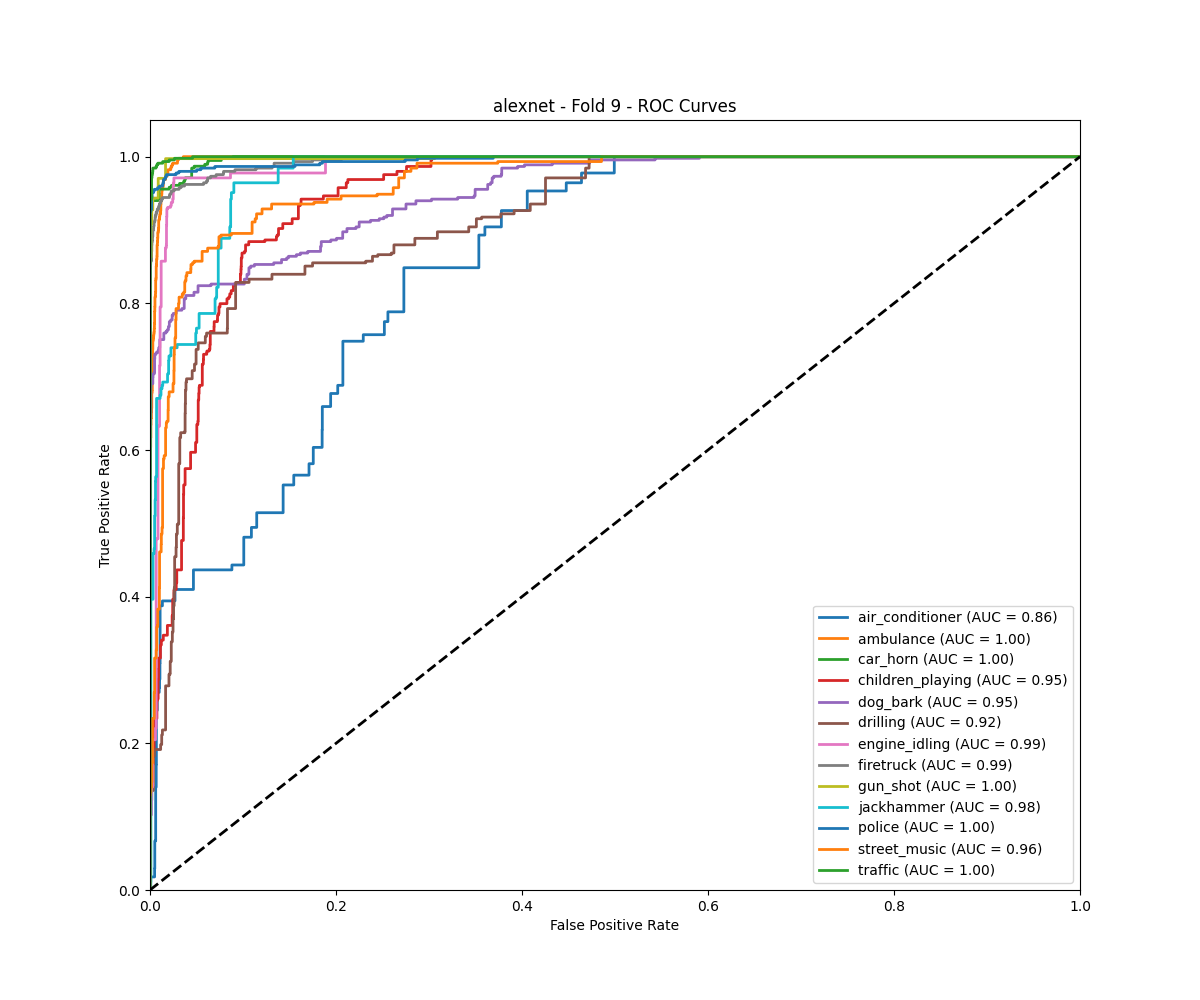 alexnet - Fold 9 - ROC Curves
1.0
0.8
0.6
0.4
0.2
0.0
True Positive Rate
air_conditioner (AUC = 0.86)
ambulance (AUC = 1.00)
car_horn (AUC = 1.00)
children_playing (AUC = 0.95)
dog_bark (AUC = 0.95)
drilling (AUC = 0.92)
engine_idling (AUC = 0.99)
firetruck (AUC = 0.99)
gun_shot (AUC = 1.00)
jackhammer (AUC = 0.98)
police (AUC = 1.00)
street_music (AUC = 0.96)
traffic (AUC = 1.00)
0.0 0.2 0.4 0.6 0.8 1.0
False Positive Rate